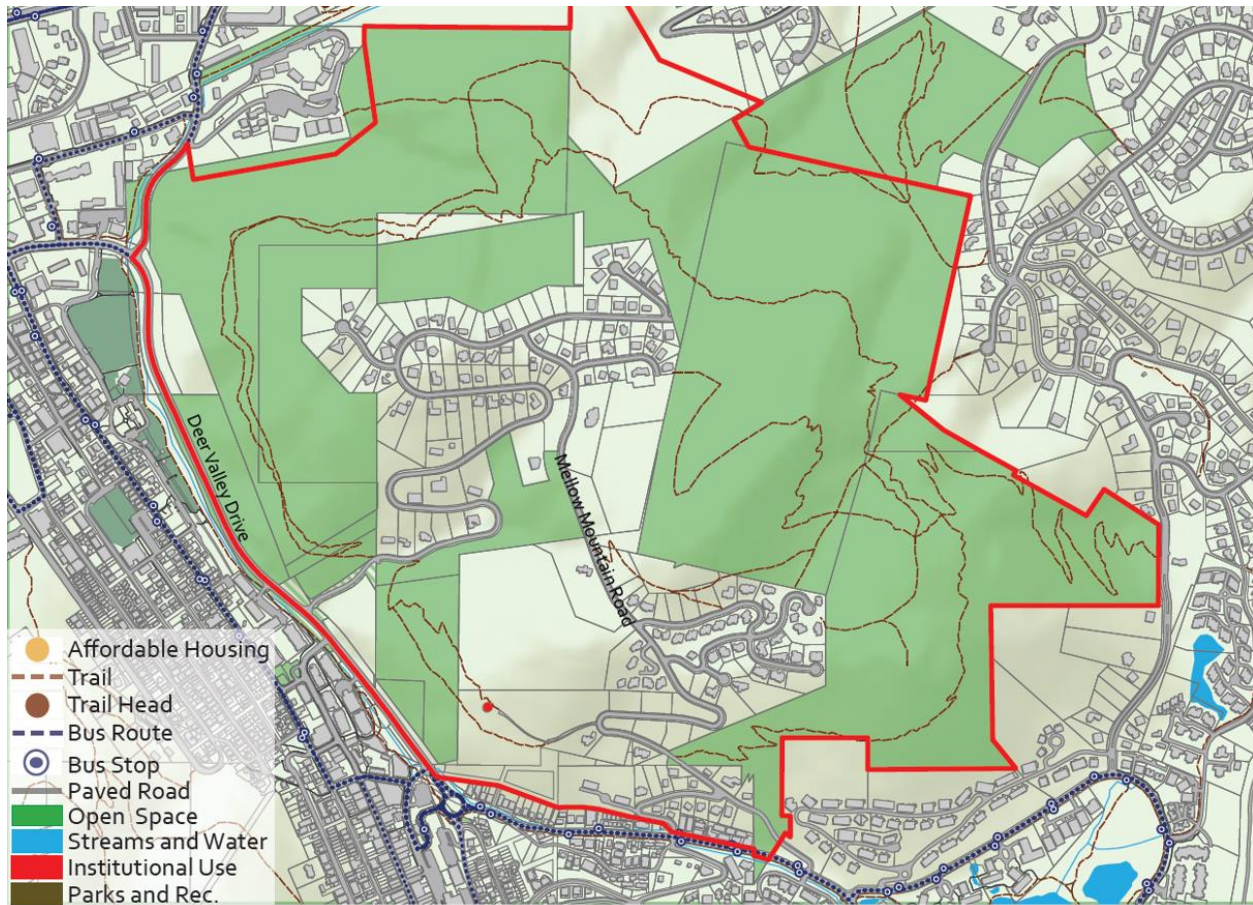 Deer Valley Drive
Mellow Mountain Road
Affordable Housing
Trail
Trail Head
Bus Route
Bus Stop
Paved Road
Open Space
Streams and Water
Institutional Use
Parks and Rec.